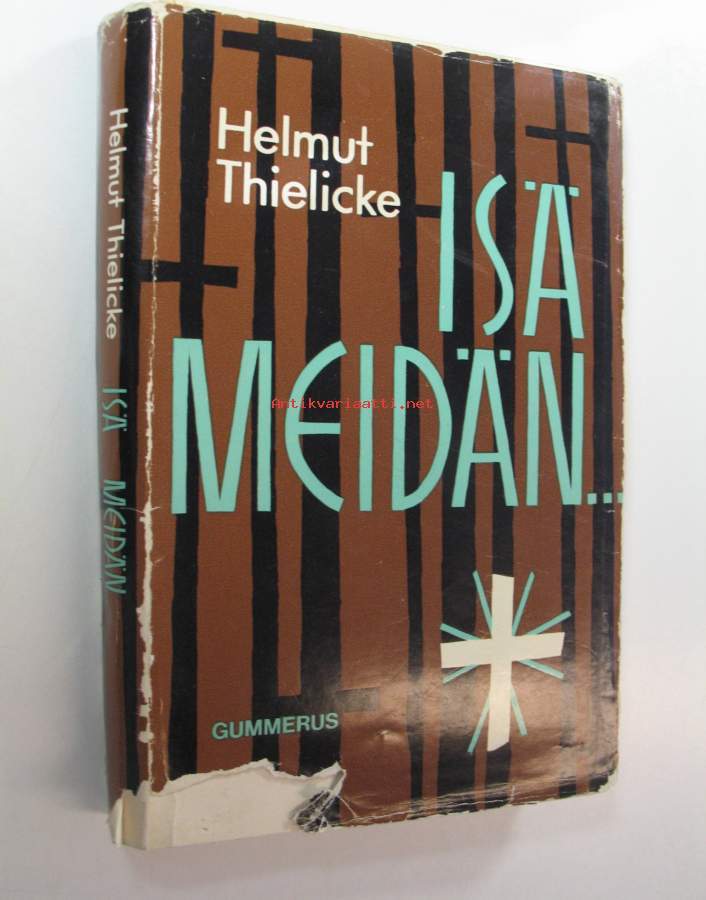 Helmut
Thielicke
ISÄ
MEIDÄN...
GUMMERUS
Helmut Thielicke ISÄ MEIDÄN
Antikvariaatti.net